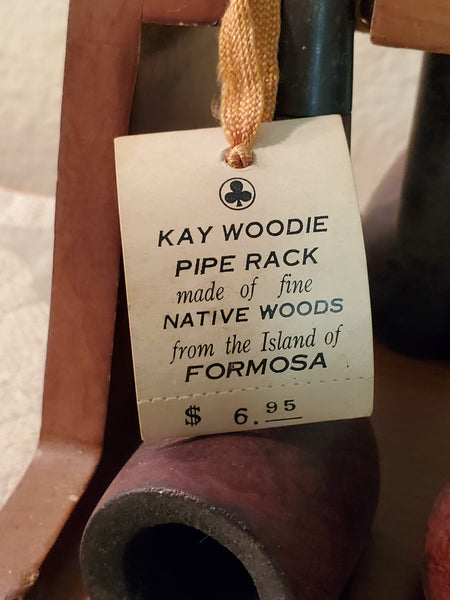 KAY WOODIE
PIPE RACK
made of fine
NATIVE WOODS
from the Island of
FORMOSA
$ 6.95